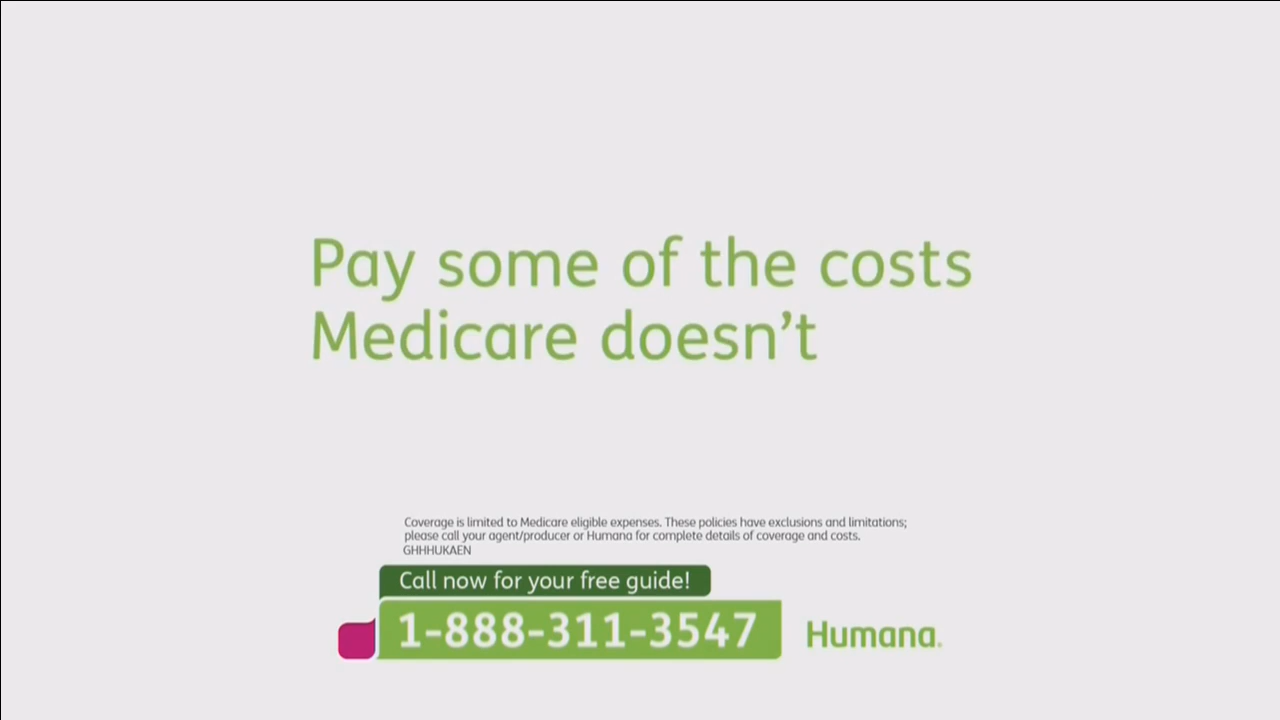 Pay some of the costs
Medicare doesn’t
Coverage is limited to Medicare eligible expenses. These policies have exclusions and limitations;
please call your agent/producer or Humana for complete details of coverage and costs.
GHHHUKAEN
Call now for your free guide!
1-888-311-3547
Humana.